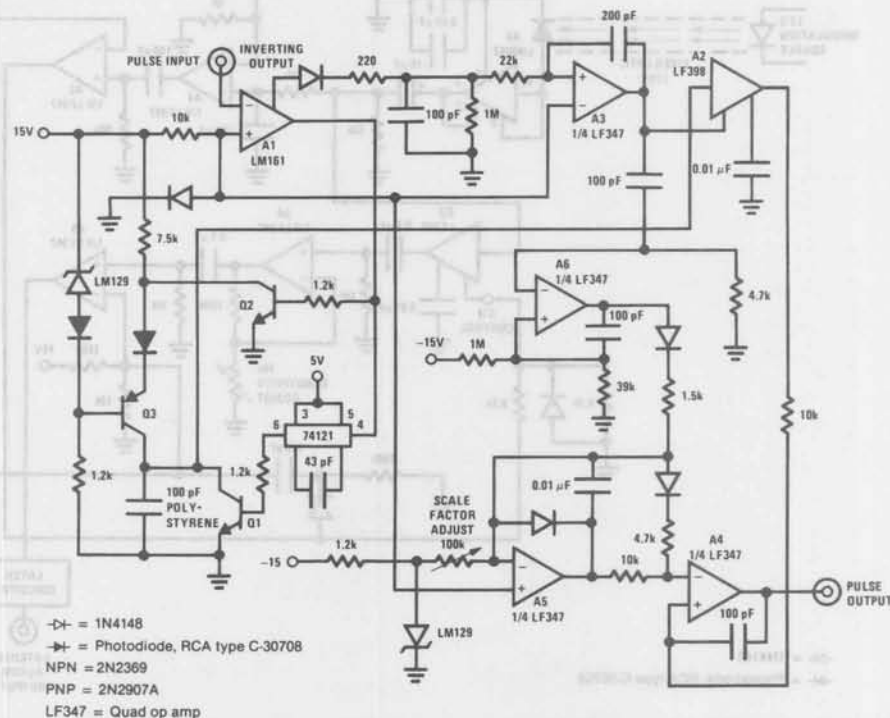 200 pF
PULSE INPUT
INVERTING
OUTPUT
220
22k
A2
LF398
15V
10k
A1
LM161
100 pF
1M
A3
1/4 LF347
100 pF
0.01 µF
7.5k
LM129
Q2
1.2k
A6
1/4 LF347
100 pF
4.7k
-15V
1M
39k
1.5k
10k
5V
3
5
6
74121
4
43 pF
Q3
1.2k
1.2k
100 pF
POLY-
STYRENE
Q1
SCALE
FACTOR
ADJUST
100k
0.01 µF
4.7k
-15
1.2k
A5
1/4 LF347
10k
A4
1/4 LF347
100 pF
PULSE
OUTPUT
LM129
= 1N4148
= Photodiode, RCA type C-30708
NPN = 2N2369
PNP = 2N2907A
LF347 = Quad op amp